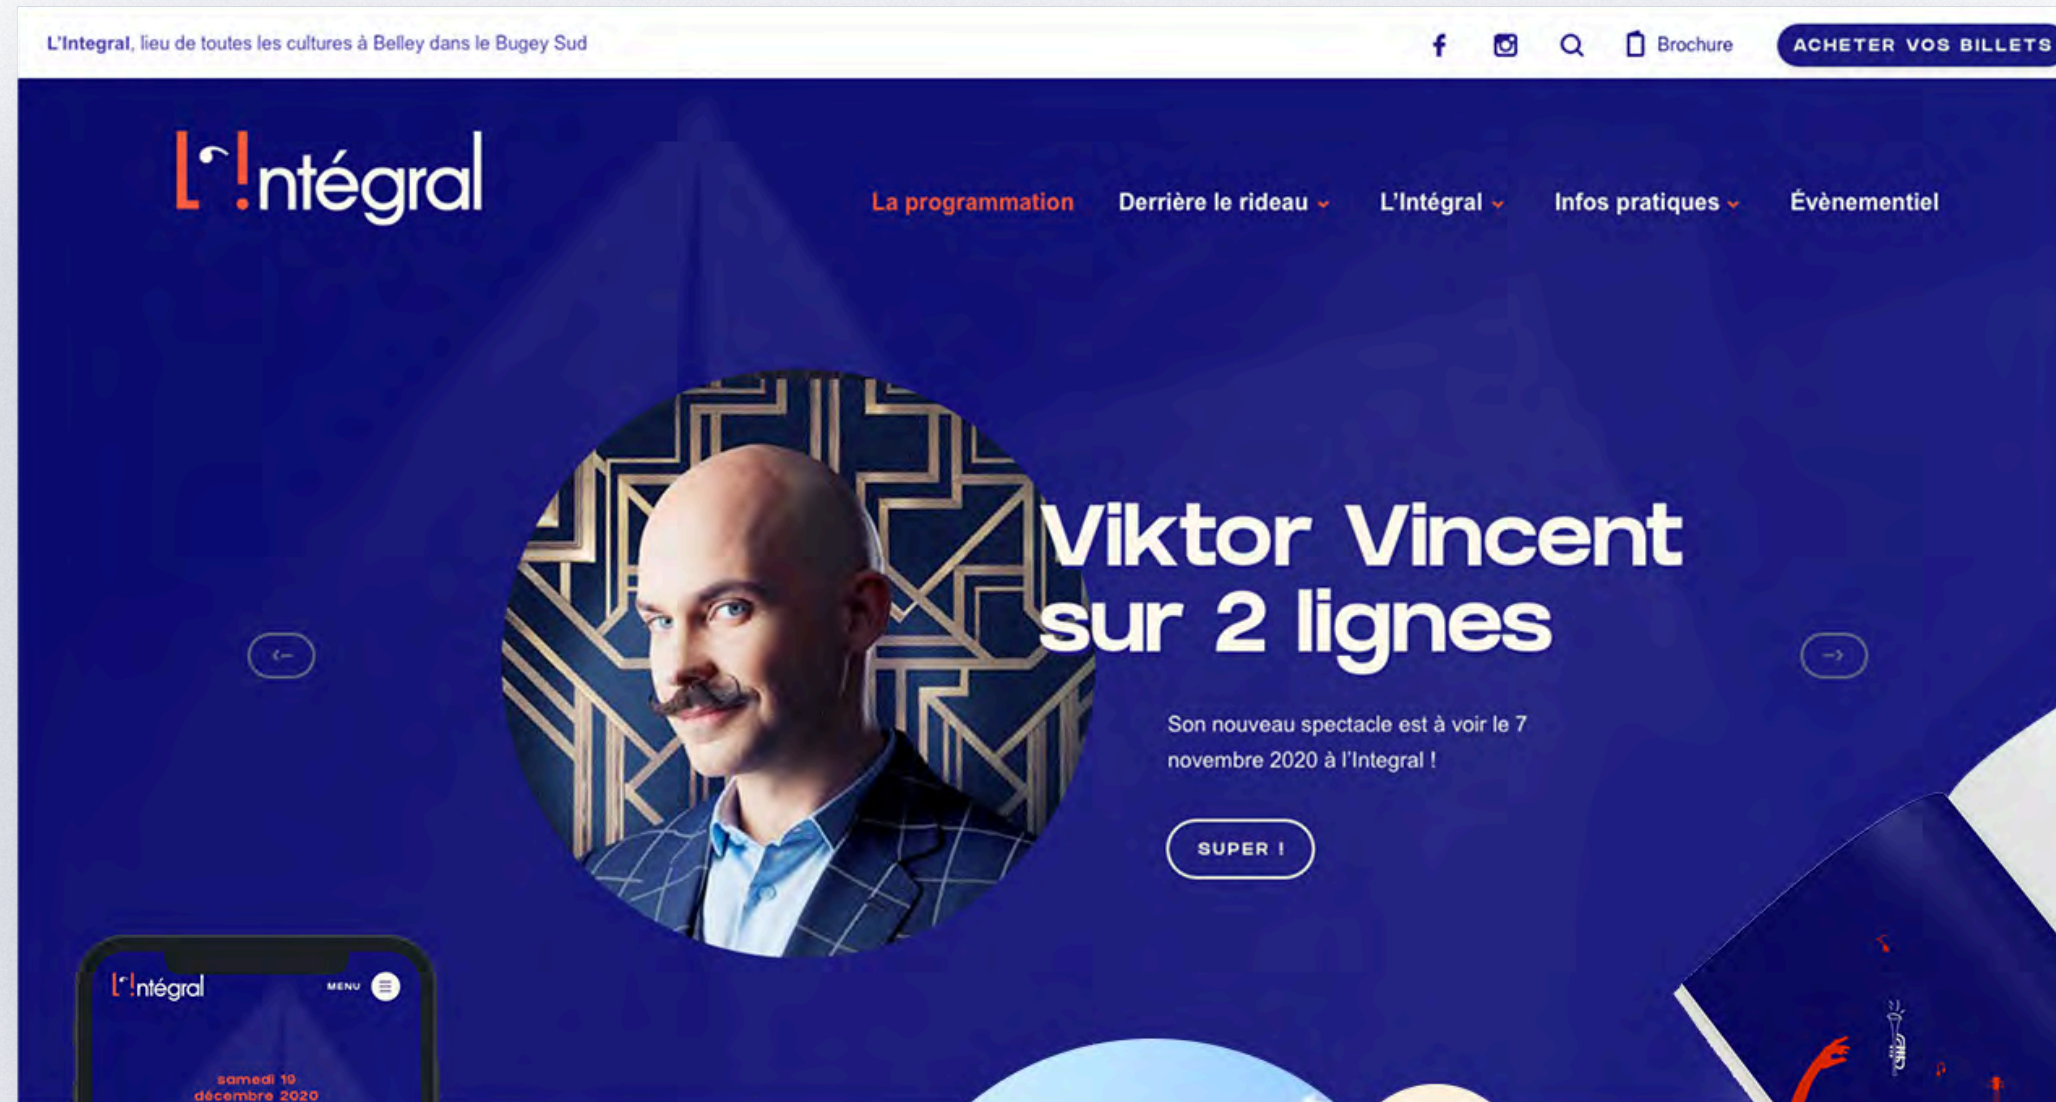 L'Integral, lieu de toutes les cultures à Belley dans le Bugey Sud
Brochure
ACHETER VOS BILLETS
L'Intégral
La programmation
Derrière le rideau
L'Intégral
Infos pratiques
Évènementiel
Viktor Vincent
sur 2 lignes
Son nouveau spectacle est à voir le 7
novembre 2020 à l'Integral !
SUPER !
L'Intégral
MENU
samedi 19
décembre 2020